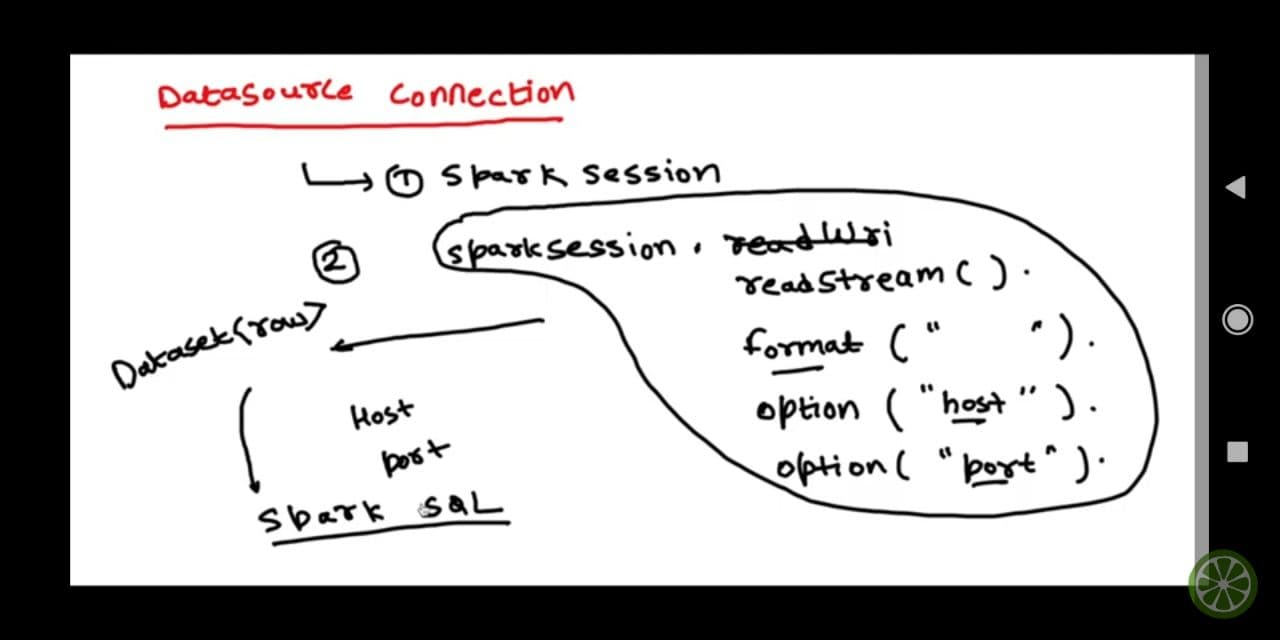 Datasource Connection
① Spark Session
② sparksession. readWri
readStream ( ).
format ( " " ).
Dataset{row}
option ( "host" ).
Host
option ( "port" ).
port
Spark SQL